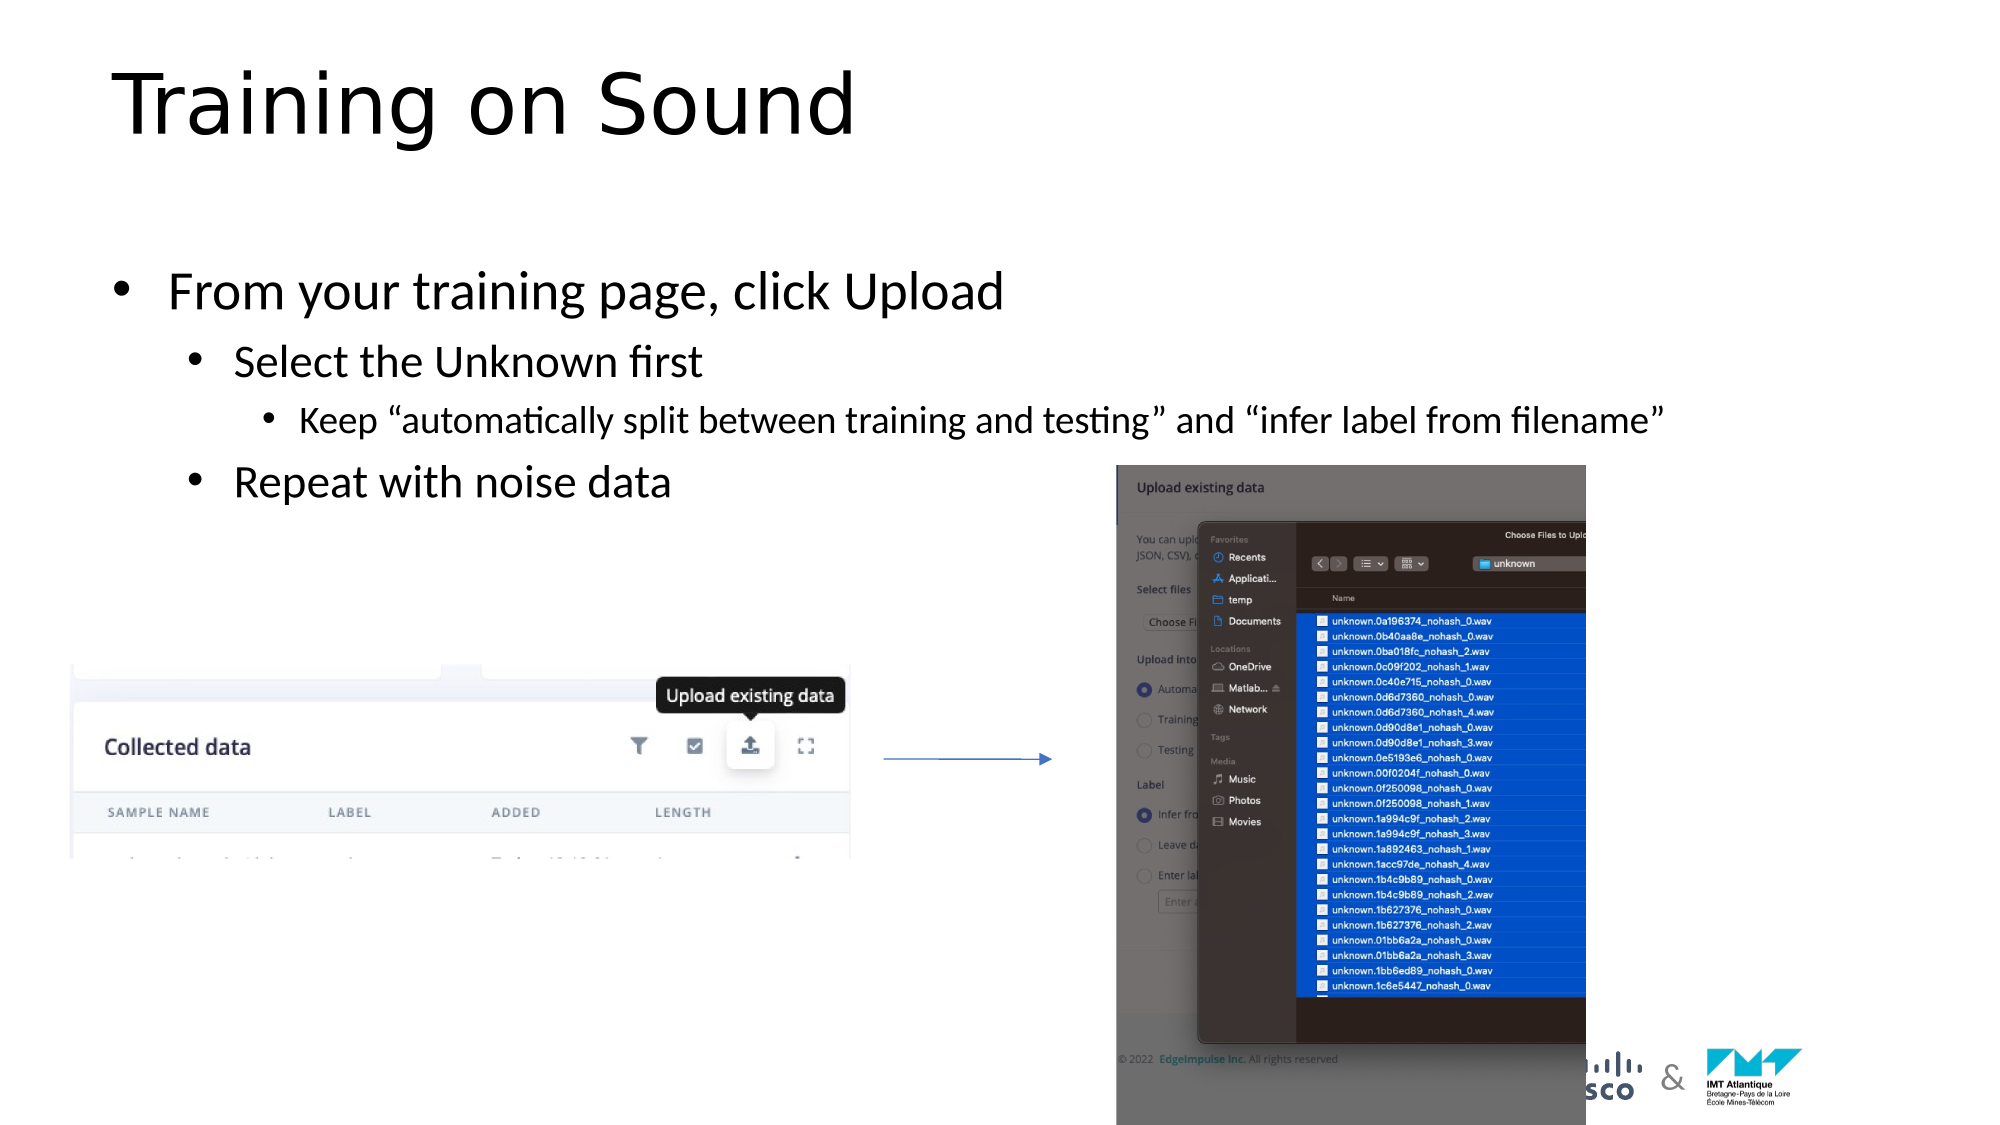 Training on Sound
• From your training page, click Upload
• Select the Unknown first
• Keep “automatically split between training and testing” and “infer label from filename”
• Repeat with noise data
Upload existing data
Collected data
SAMPLE NAME LABEL ADDED LENGTH
Upload existing data
You can uplo
JSON, CSV), o
Select files
Choose Fi
Upload into
Automa
Training
Testing
Label
Infer fro
Leave da
Enter lab
Enter
Favorites
Recents
Applicati...
temp
Documents
Locations
OneDrive
Matlab...
Network
Tags
Media
Music
Photos
Movies
Choose Files to Uplo
unknown
Name
unknown.0a196374_nohash_0.wav
unknown.0b40aa8e_nohash_0.wav
unknown.0ba018fc_nohash_2.wav
unknown.0c09f202_nohash_1.wav
unknown.0c40e715_nohash_0.wav
unknown.0d6d7360_nohash_0.wav
unknown.0d6d7360_nohash_4.wav
unknown.0d90d8e1_nohash_0.wav
unknown.0d90d8e1_nohash_3.wav
unknown.0e5193e6_nohash_0.wav
unknown.00f0204f_nohash_0.wav
unknown.0f250098_nohash_0.wav
unknown.0f250098_nohash_1.wav
unknown.1a994c9f_nohash_2.wav
unknown.1a994c9f_nohash_3.wav
unknown.1a892463_nohash_1.wav
unknown.1acc97de_nohash_4.wav
unknown.1b4c9b89_nohash_0.wav
unknown.1b4c9b89_nohash_2.wav
unknown.1b627376_nohash_0.wav
unknown.1b627376_nohash_2.wav
unknown.01bb6a2a_nohash_0.wav
unknown.01bb6a2a_nohash_3.wav
unknown.1bb6ed89_nohash_0.wav
unknown.1c6e5447_nohash_0.wav
© 2022 EdgeImpulse Inc. All rights reserved
sco &
IMT Atlantique
Bretagne-Pays de la Loire
École Mines-Télécom